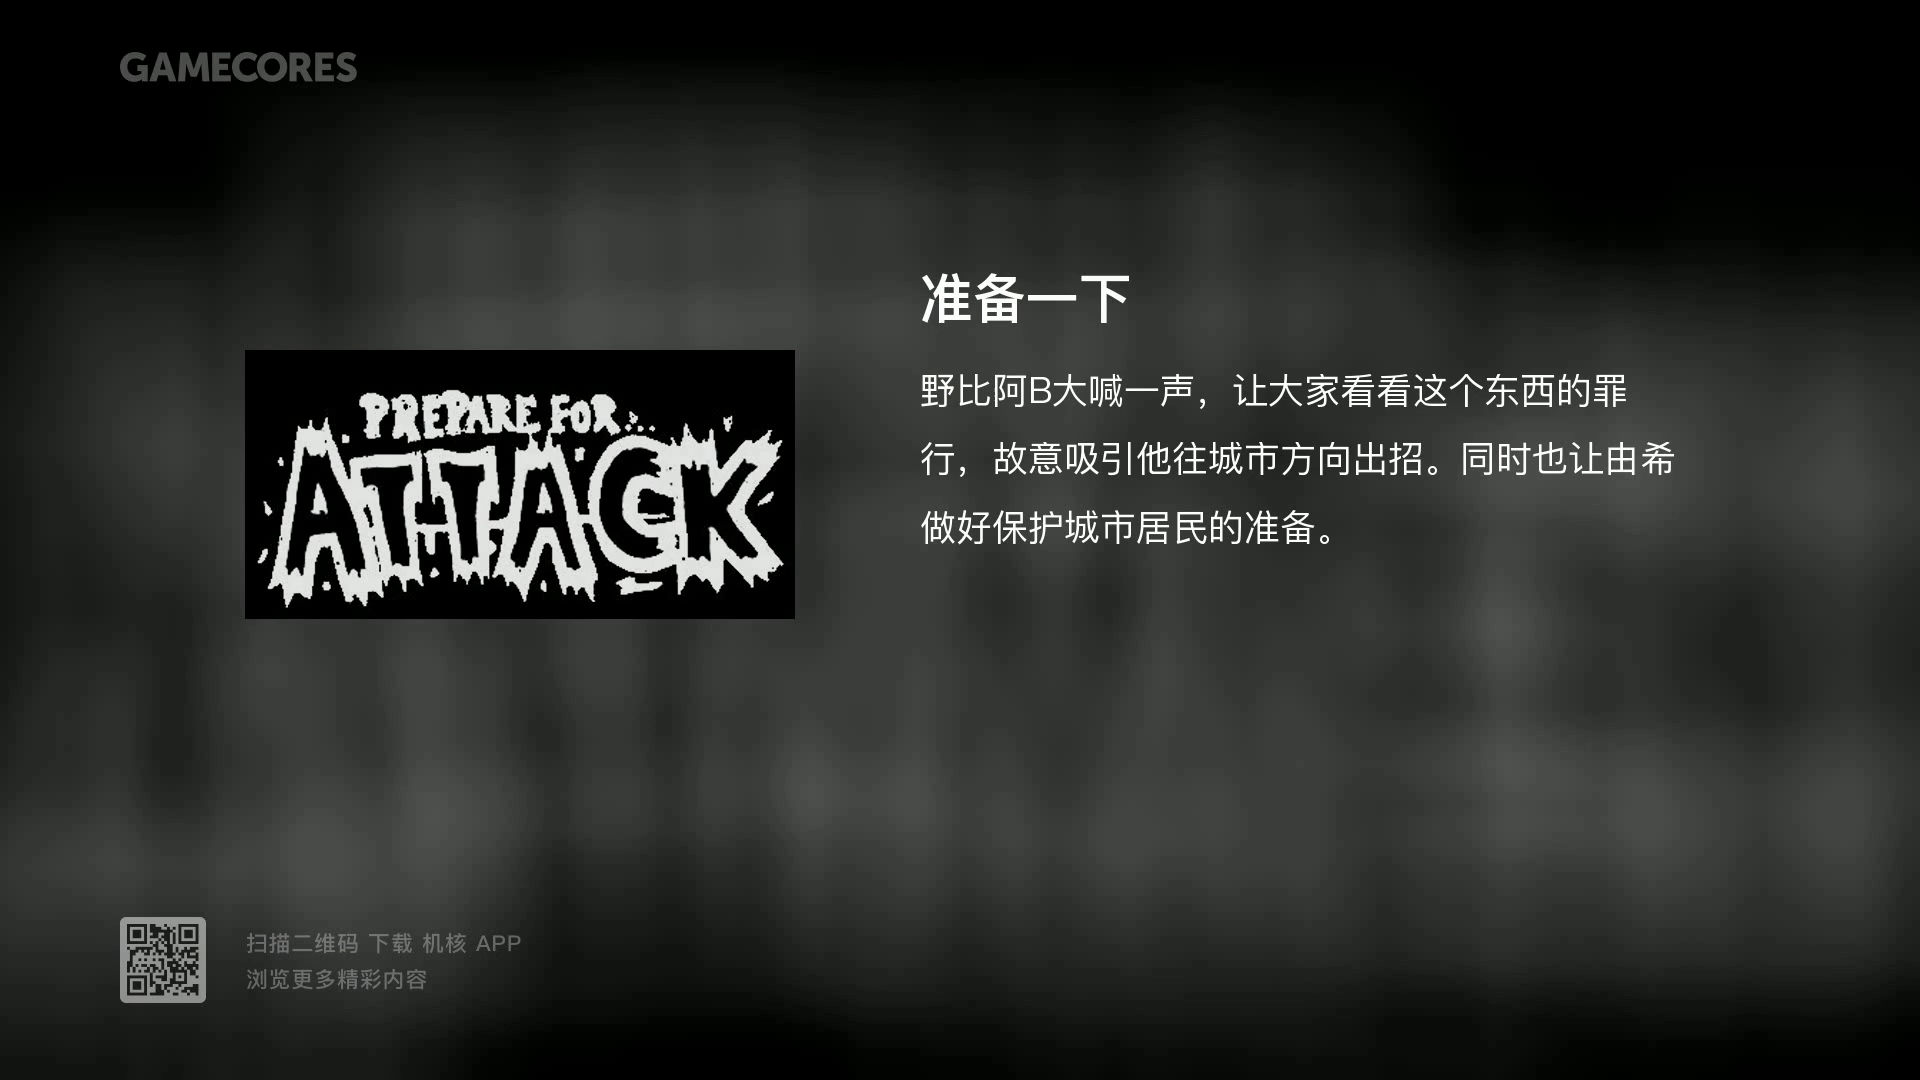 GAMECORES
准备一下
PREPARE FOR...
ATTACK
野比阿B大喊一声，让大家看看这个东西的罪
行，故意吸引他往城市方向出招。同时也让由希
做好保护城市居民的准备。
扫描二维码 下载 机核 APP
浏览更多精彩内容